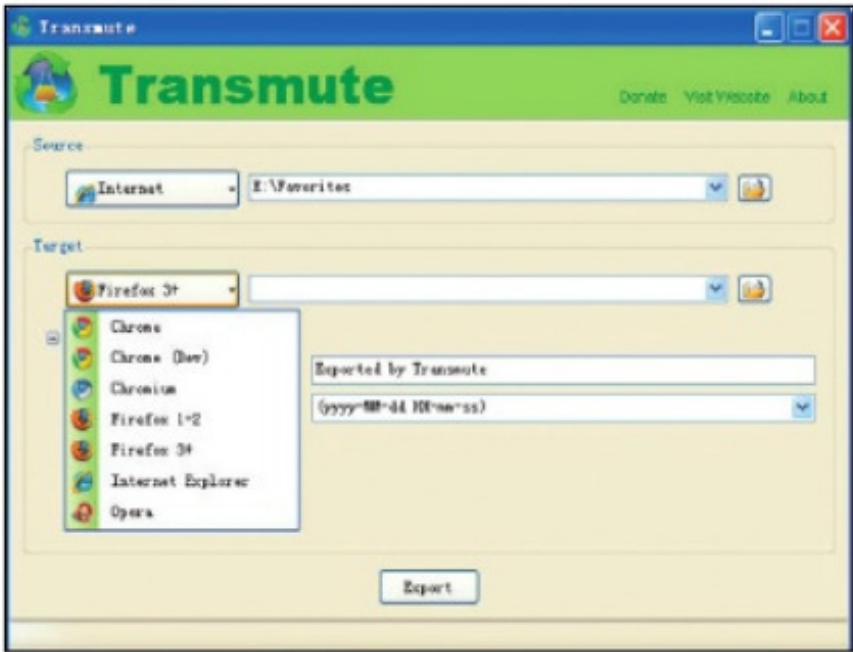 Transmute
Transmute
Donate Visit Website About
Source
Internet E:\Favorites
Target
Firefox 3+
Chrome
Chrome (Dev)
Chromium
Firefox 1-2
Firefox 3+
Internet Explorer
Opera
Exported by Transmute
(yyyy-MM-dd HH-mm-ss)
Export